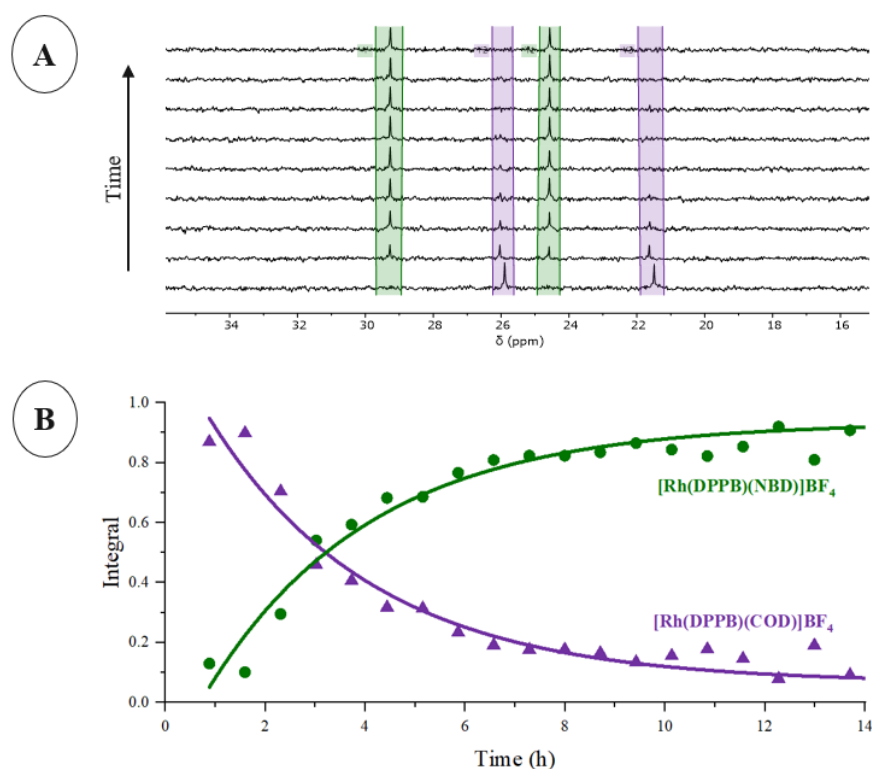 A
Time
34 32 30 28 26 24 22 20 18 16
δ (ppm)
B
1.0
0.8
0.6
0.4
0.2
0.0
Integral
[Rh(DPPB)(NBD)]BF₄
[Rh(DPPB)(COD)]BF₄
0 2 4 6 8 10 12 14
Time (h)